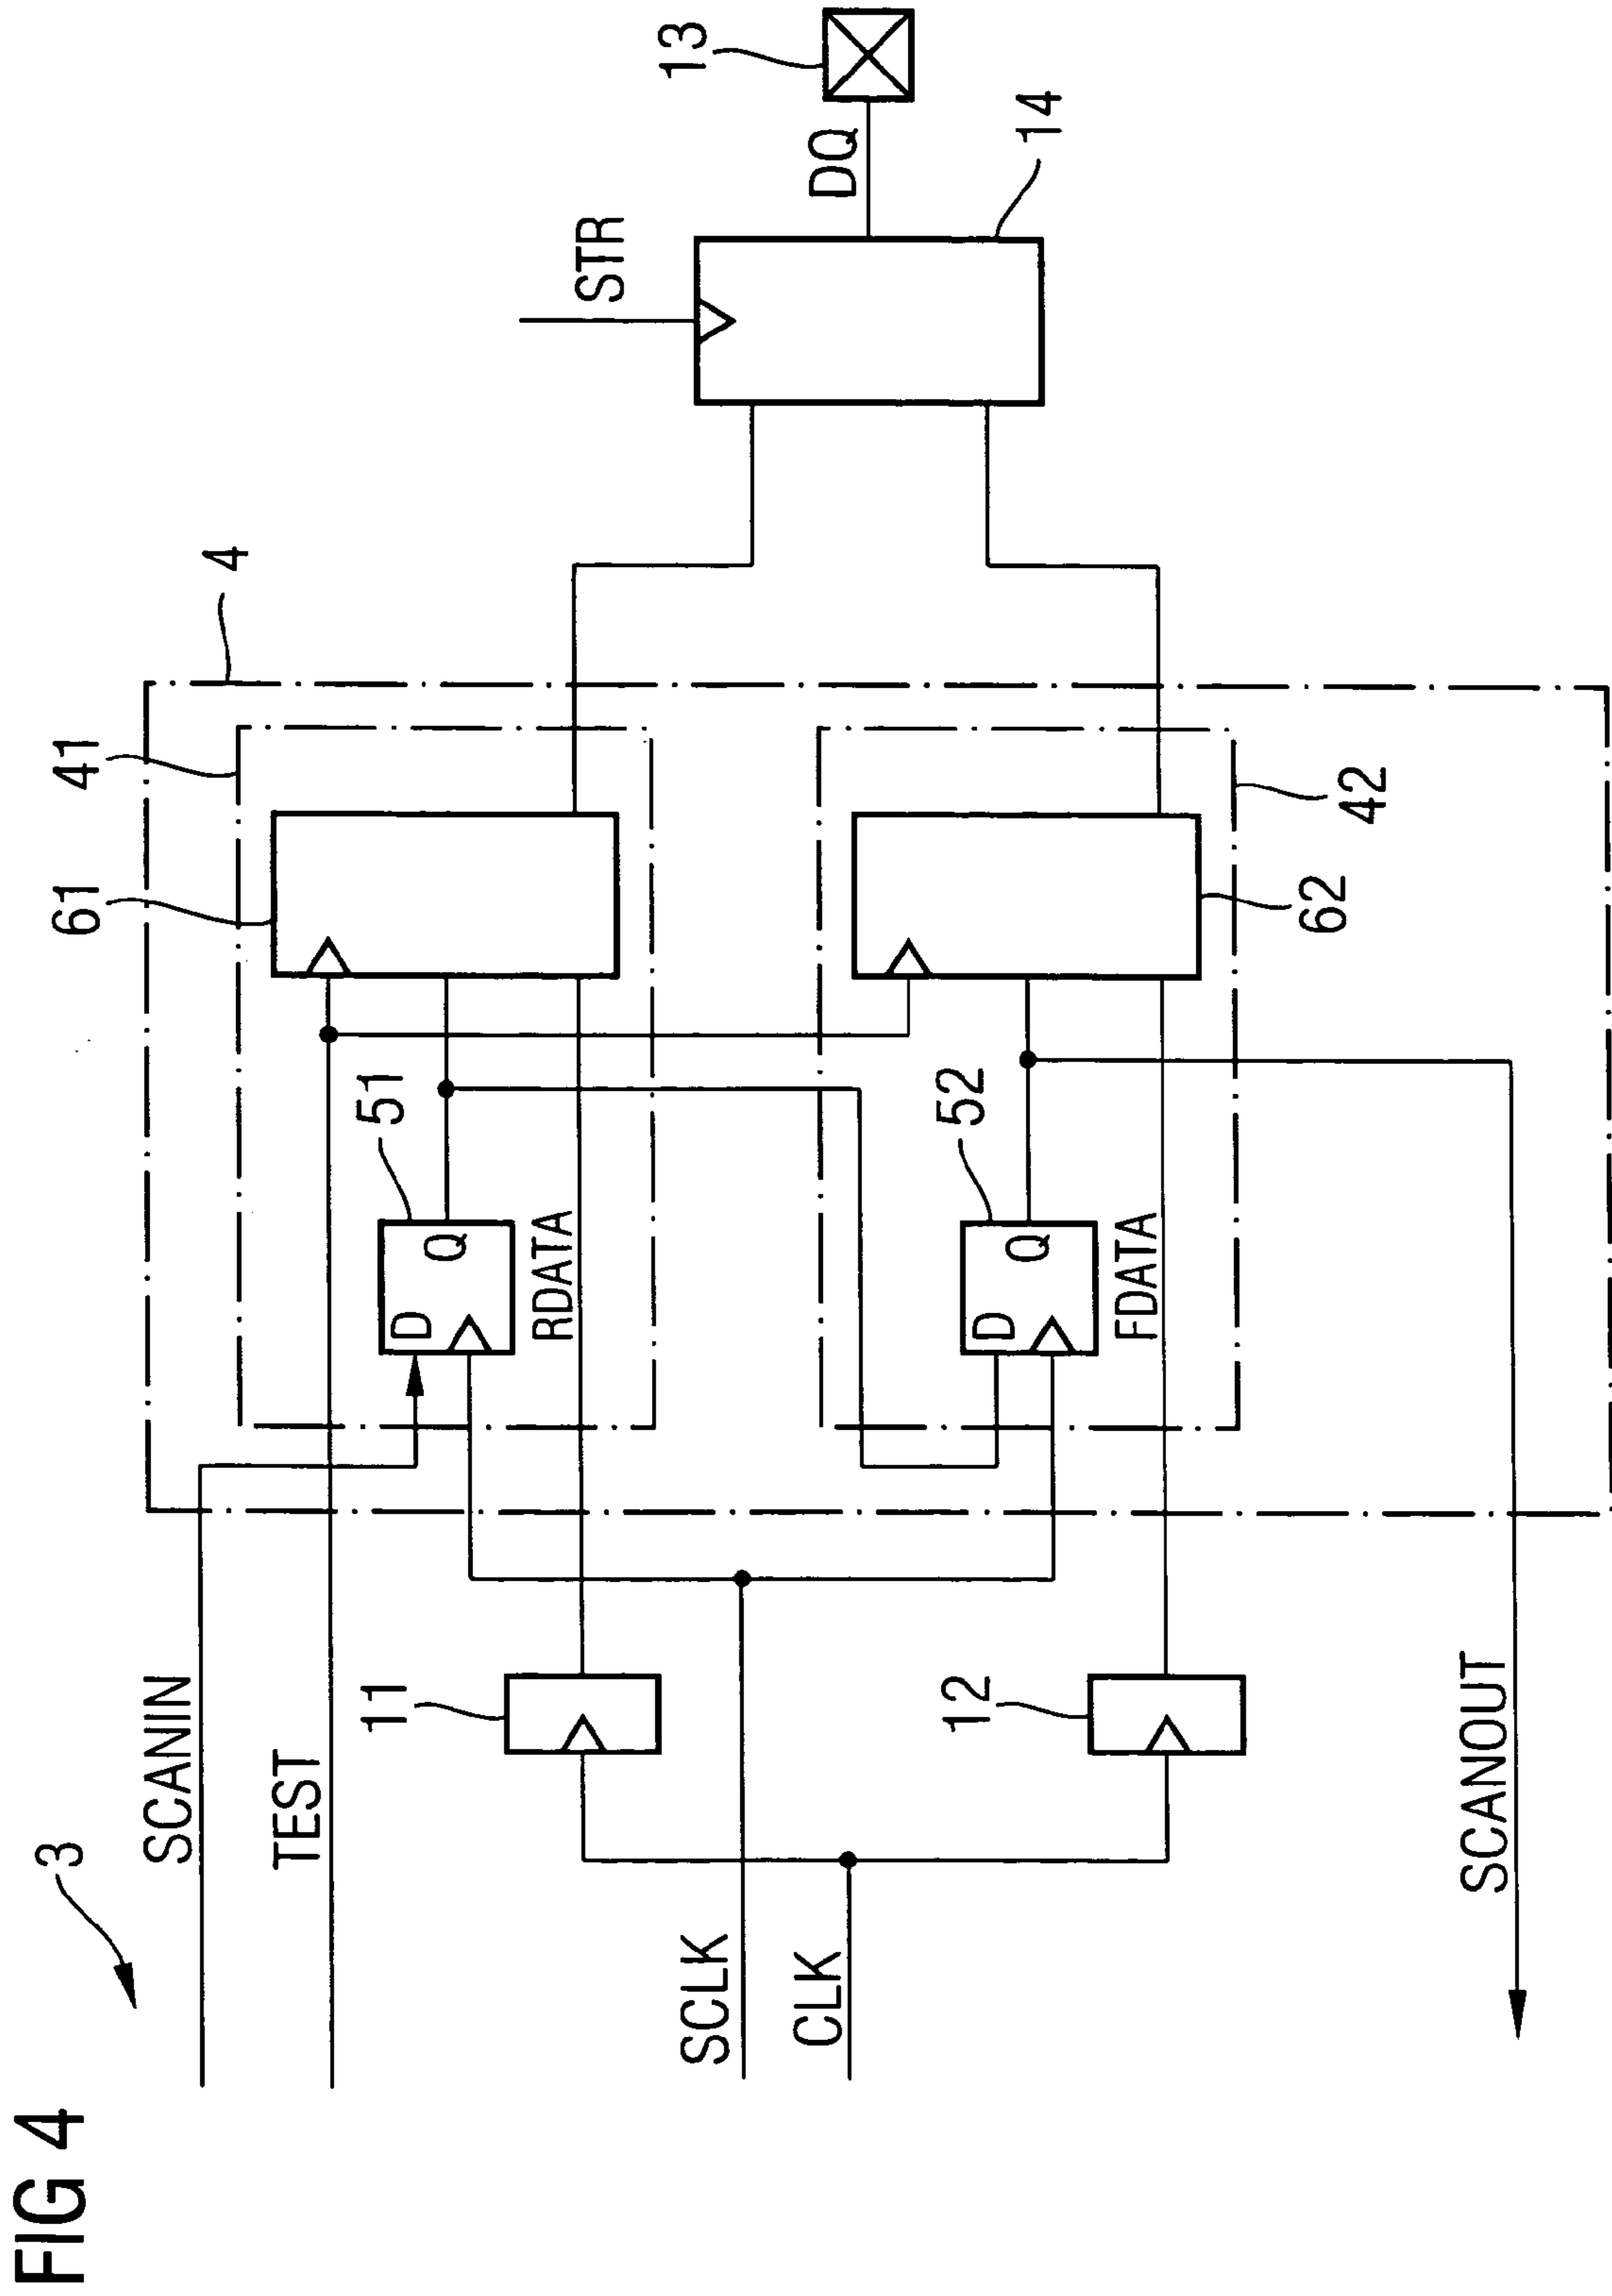 FIG 4
3
SCANIN
TEST
SCLK
CLK
SCANOUT
11
12
41
61
51
D
Q
RDATA
4
42
62
52
D
Q
FDATA
STR
14
DQ
13